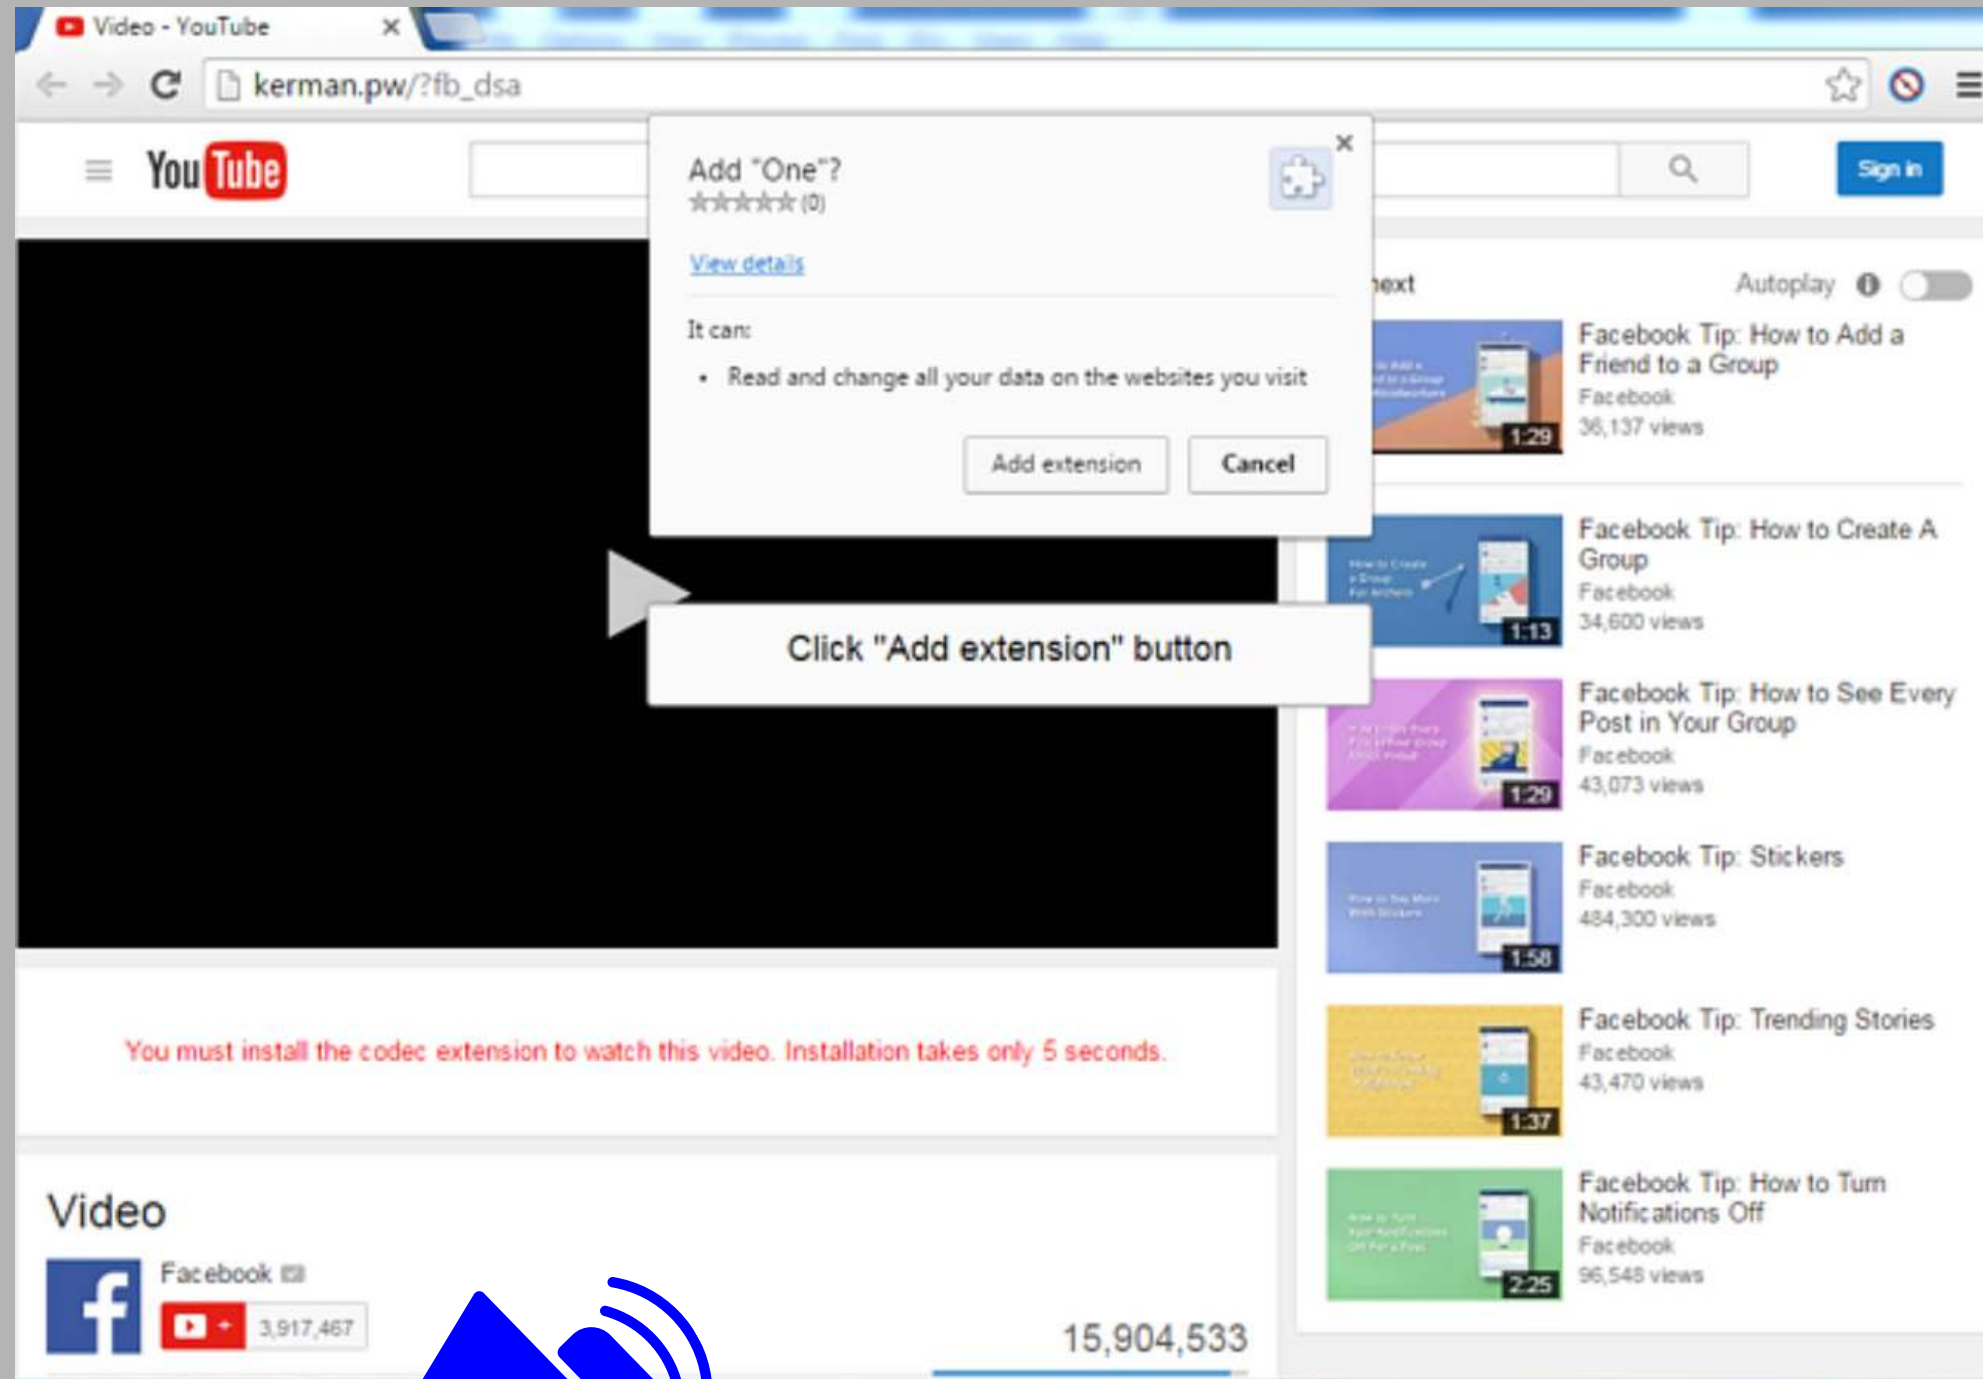 Video - YouTube
kerman.pw/?fb_dsa
YouTube
Sign in
Add "One"?
(0)
View details
It can:
• Read and change all your data on the websites you visit
Add extension
Cancel
Click "Add extension" button
You must install the codec extension to watch this video. Installation takes only 5 seconds.
Video
Facebook
3,917,467
15,904,533
next
Autoplay
Facebook Tip: How to Add a
Friend to a Group
Facebook
36,137 views
1:29
Facebook Tip: How to Create A
Group
Facebook
34,600 views
1:13
Facebook Tip: How to See Every
Post in Your Group
Facebook
43,073 views
1:29
Facebook Tip: Stickers
Facebook
484,300 views
1:58
Facebook Tip: Trending Stories
Facebook
43,470 views
1:37
Facebook Tip: How to Turn
Notifications Off
Facebook
96,548 views
2:25